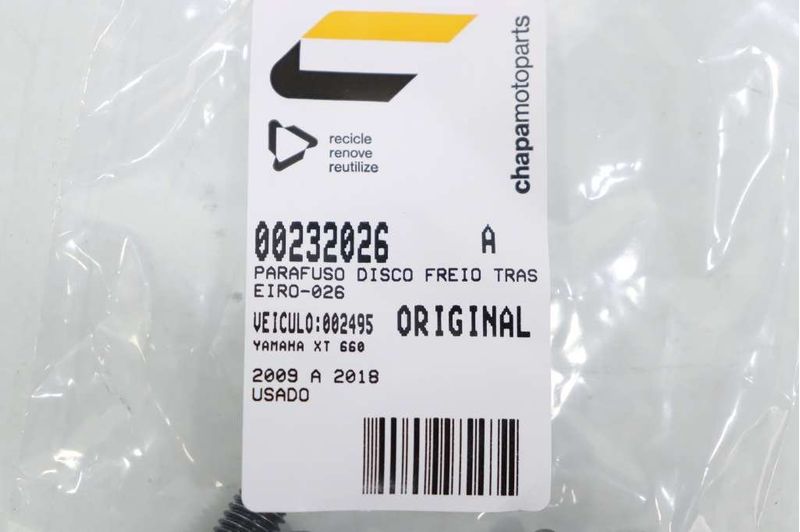 chapamotoparts
recicle
renove
reutilize
00232026 A
PARAFUSO DISCO FREIO TRAS
EIRO-026
VEICULO:002495 ORIGINAL
YAMAHA XT 660
2009 A 2018
USADO